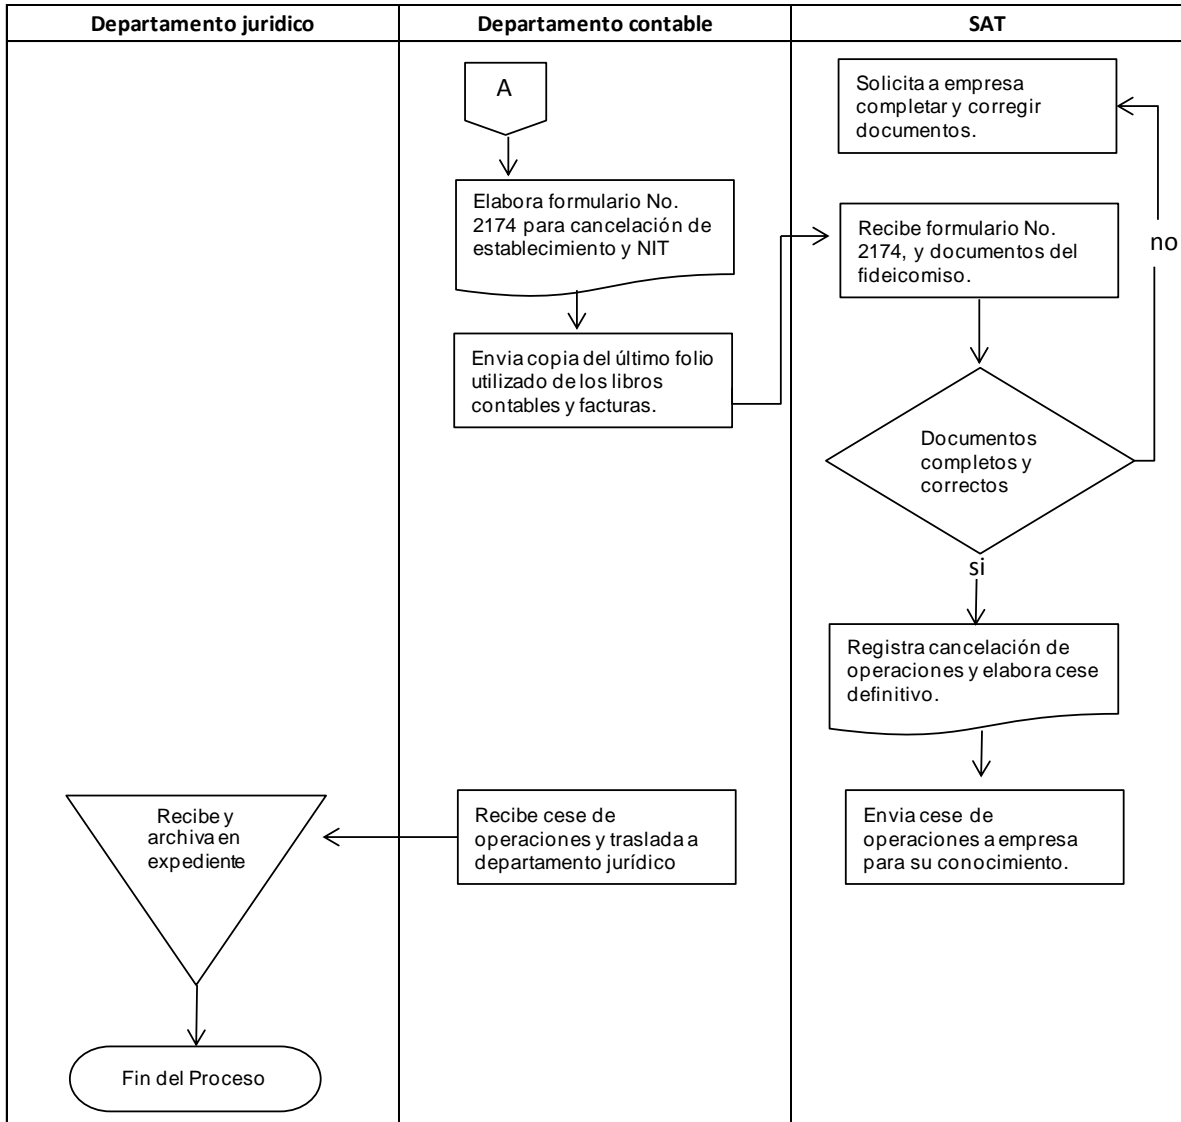 Departamento juridico
Departamento contable
SAT
A
Elabora formulario No.
2174 para cancelación de
establecimiento y NIT
Envia copia del último folio
utilizado de los libros
contables y facturas.
Solicita a empresa
completar y corregir
documentos.
Recibe formulario No.
2174, y documentos del
fideicomiso.
no
Documentos
completos y
correctos
si
Registra cancelación de
operaciones y elabora cese
definitivo.
Envia cese de
operaciones a empresa
para su conocimiento.
Recibe cese de
operaciones y traslada a
departamento jurídico
Recibe y
archiva en
expediente
Fin del Proceso